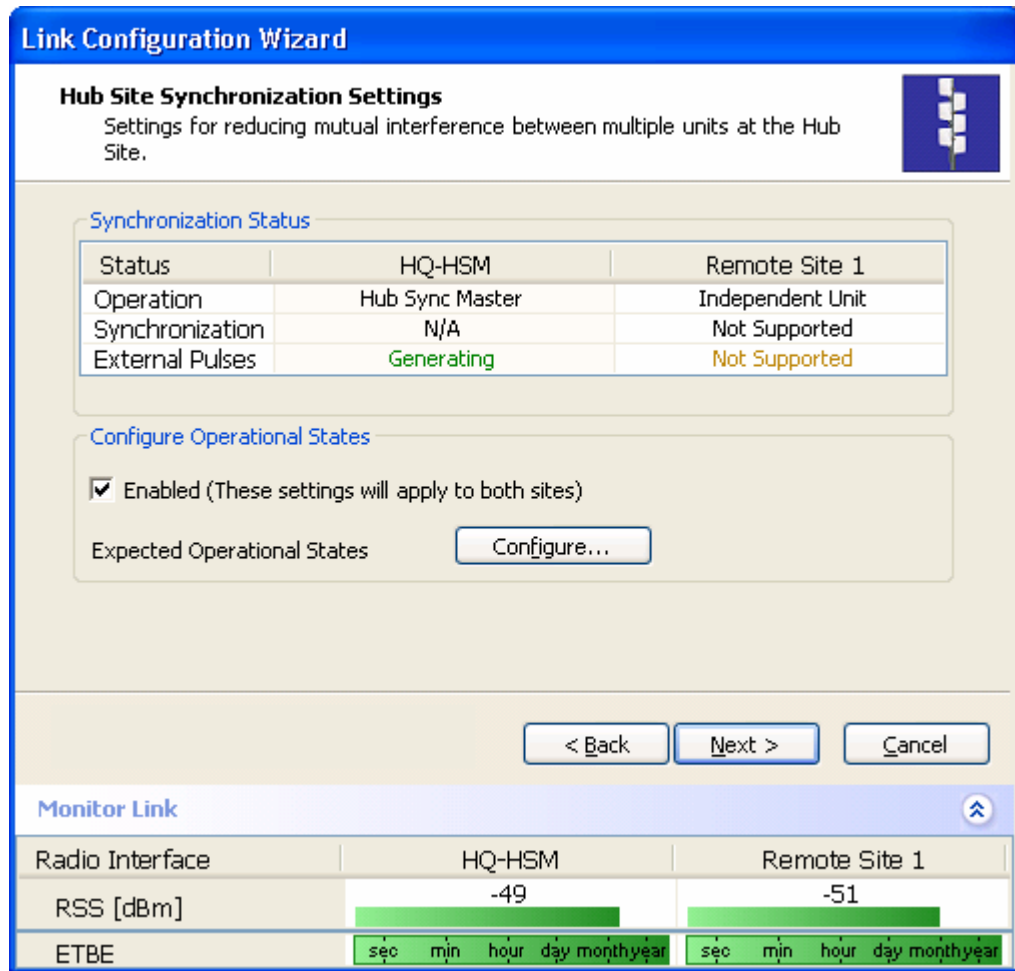 Link Configuration Wizard
Hub Site Synchronization Settings
Settings for reducing mutual interference between multiple units at the Hub
Site.
Synchronization Status
Status HQ-HSM Remote Site 1
Operation Hub Sync Master Independent Unit
Synchronization N/A Not Supported
External Pulses Generating Not Supported
Configure Operational States
Enabled (These settings will apply to both sites)
Expected Operational States Configure...
< Back Next > Cancel
Monitor Link
Radio Interface HQ-HSM Remote Site 1
RSS [dBm] -49 -51
ETBE sec min hour day month year sec min hour day month year